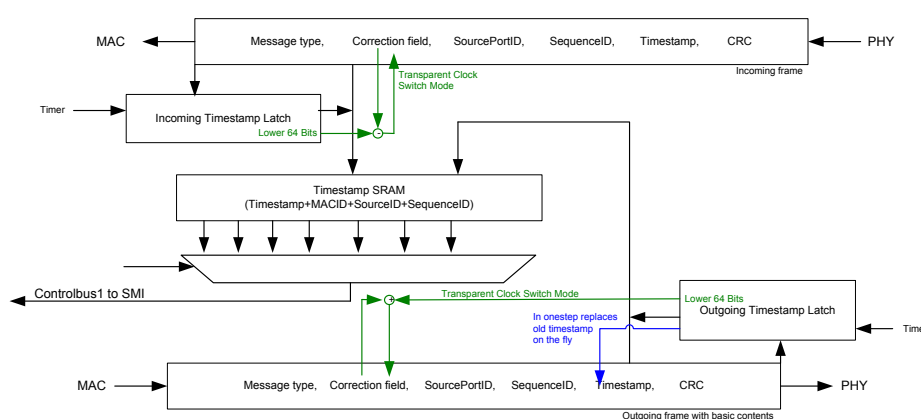 MAC
Message type, Correction field, SourcePortID, SequenceID, Timestamp, CRC
PHY
Incoming frame
Transparent Clock
Switch Mode
Timer
Incoming Timestamp Latch
Lower 64 Bits
-
Timestamp SRAM
(Timestamp+MACID+SourceID+SequenceID)
Controlbus1 to SMI
+
Transparent Clock Switch Mode
Lower 64 Bits
Outgoing Timestamp Latch
In onestep replaces
old timestamp
on the fly
Time
MAC
Message type, Correction field, SourcePortID, SequenceID, Timestamp, CRC
PHY
Outgoing frame with basic contents